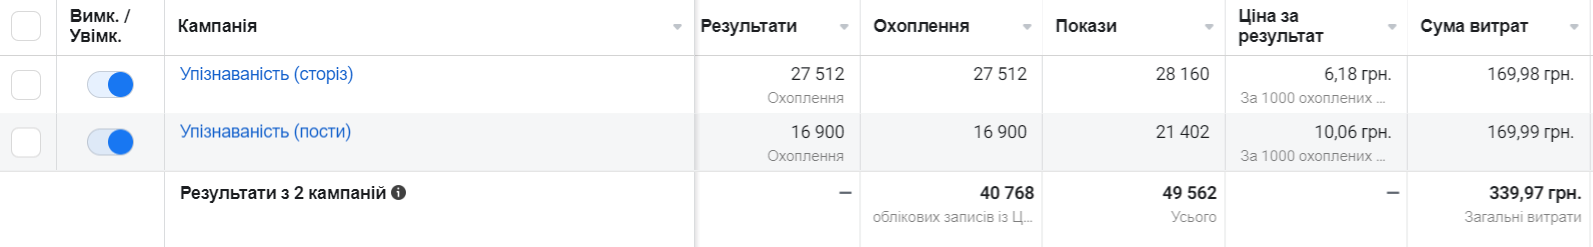 Вимк. / Увімк. Кампанія Результати Охоплення Покази Ціна за результат Сума витрат
Упізнаваність (сторіз) 27 512 27 512 28 160 6,18 грн. 169,98 грн.
Охоплення За 1000 охоплених ...
Упізнаваність (пости) 16 900 16 900 21 402 10,06 грн. 169,99 грн.
Охоплення За 1000 охоплених ...
Результати з 2 кампаній — 40 768 49 562 — 339,97 грн.
облікових записів із Ц... Усього Загальні витрати